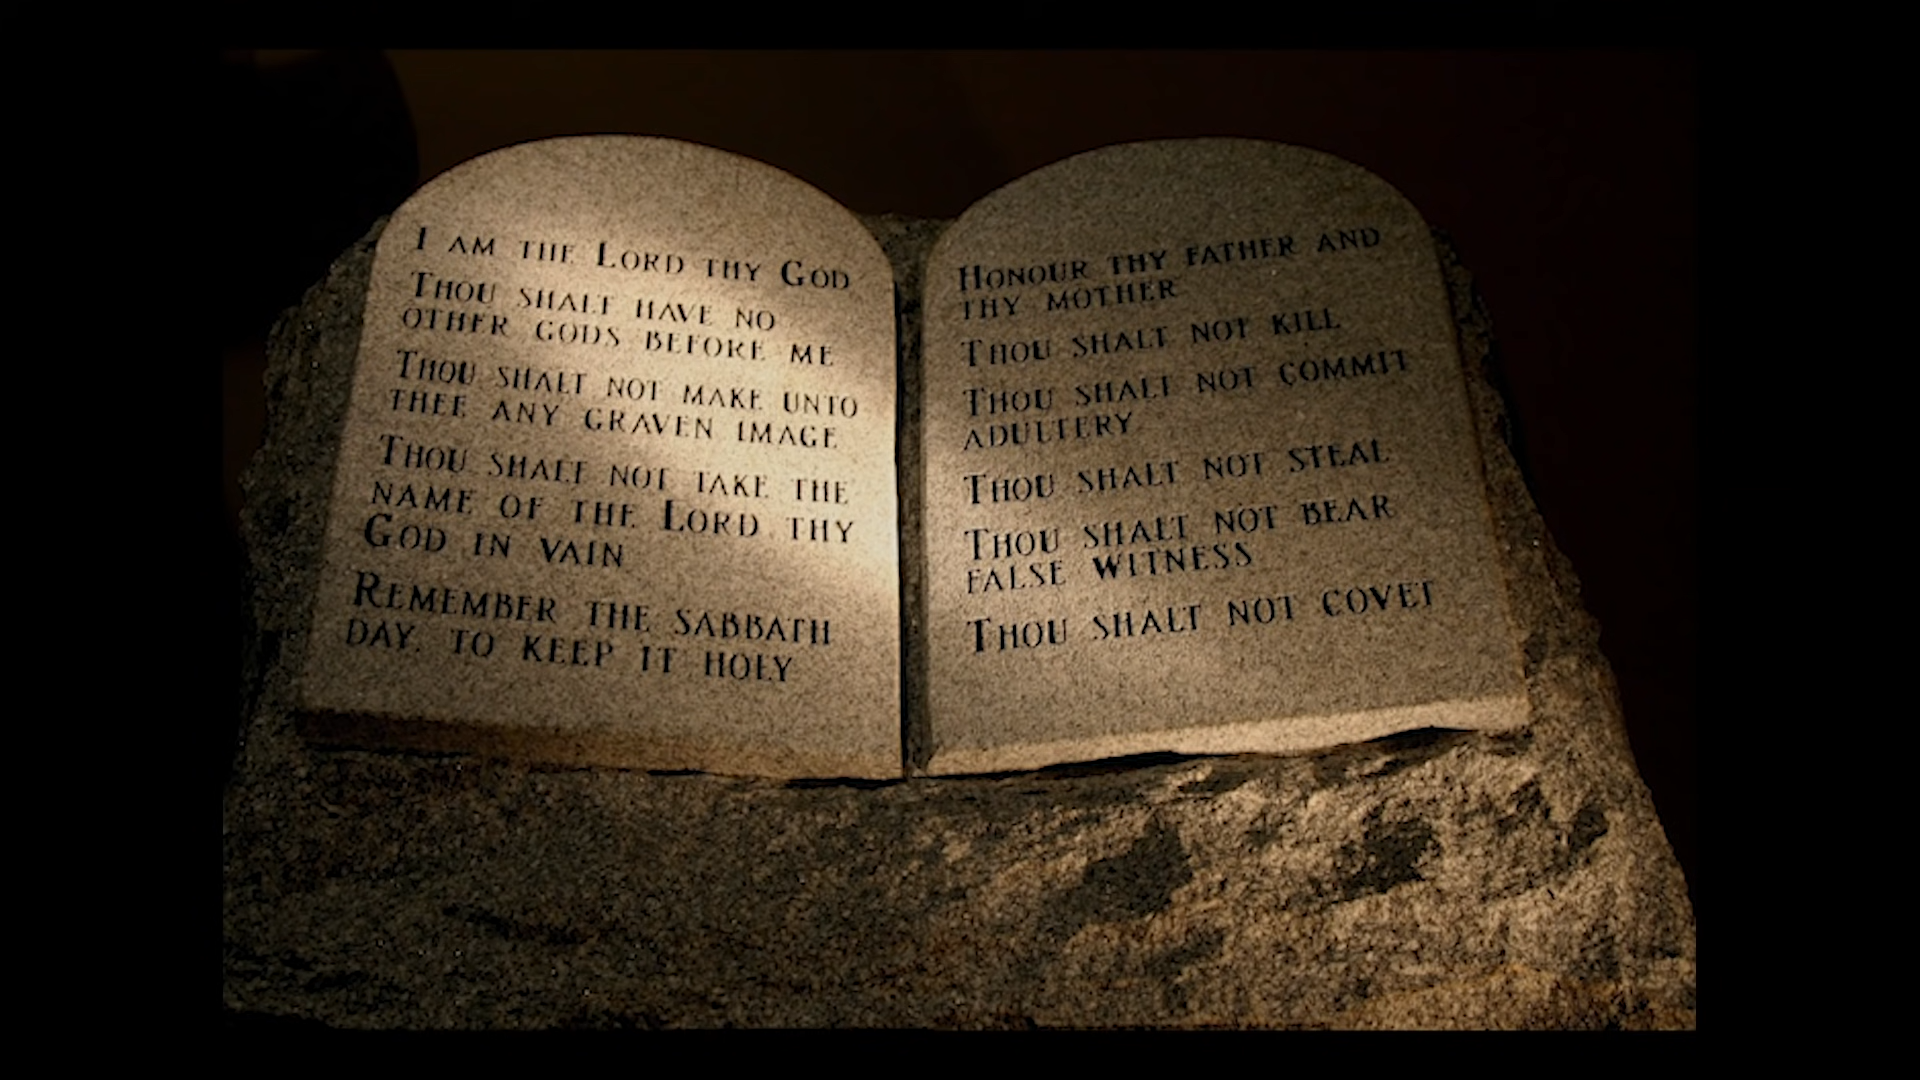 I AM THE LORD THY GOD
THOU SHALT HAVE NO
OTHER GODS BEFORE ME
THOU SHALT NOT MAKE UNTO
THEE ANY GRAVEN IMAGE
THOU SHALT NOT TAKE THE
NAME OF THE LORD THY
GOD IN VAIN
REMEMBER THE SABBATH
DAY, TO KEEP IT HOLY
HONOUR THY FATHER AND
THY MOTHER
THOU SHALT NOT KILL
THOU SHALT NOT COMMIT
ADULTERY
THOU SHALT NOT STEAL
THOU SHALT NOT BEAR
FALSE WITNESS
THOU SHALT NOT COVET